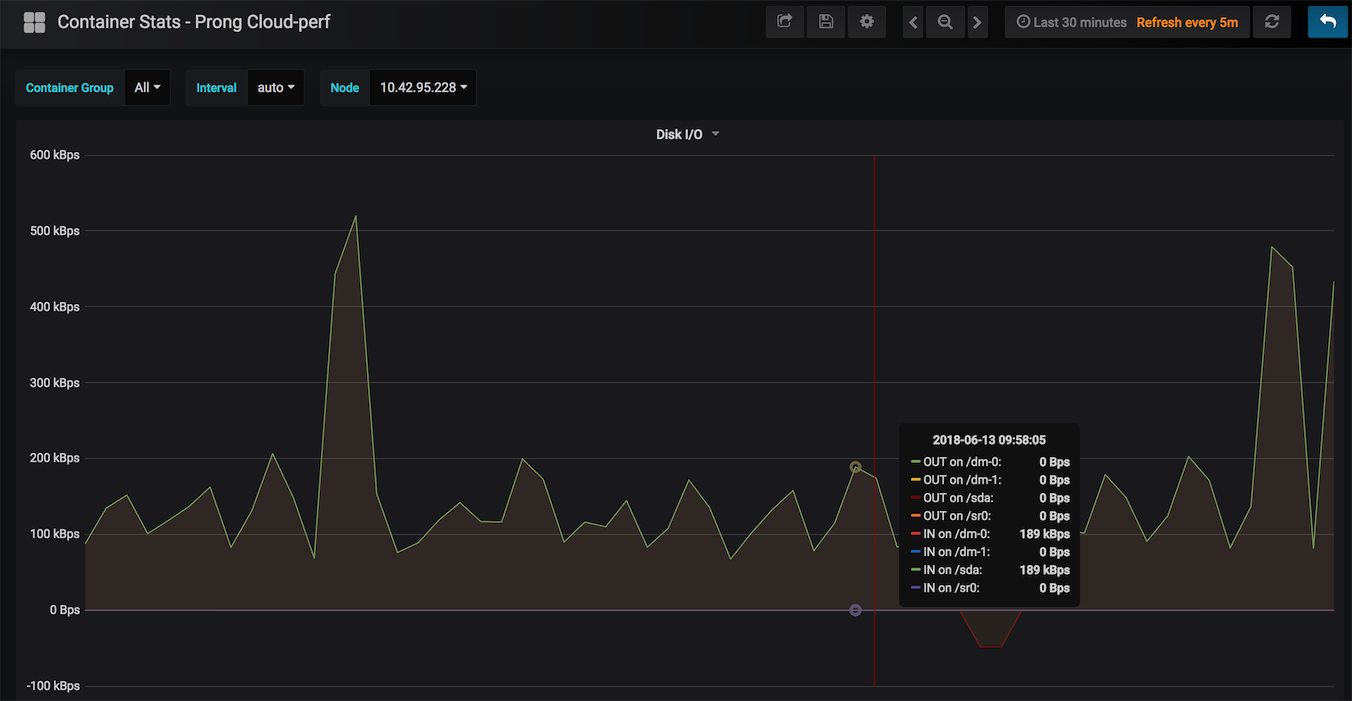 Container Stats - Prong Cloud-perf
Last 30 minutes Refresh every 5m
Container Group All Interval auto Node 10.42.95.228
Disk I/O
600 kBps
500 kBps
400 kBps
300 kBps
200 kBps
100 kBps
0 Bps
-100 kBps
2018-06-13 09:58:05
OUT on /dm-0: 0 Bps
OUT on /dm-1: 0 Bps
OUT on /sda: 0 Bps
OUT on /sr0: 0 Bps
IN on /dm-0: 189 kBps
IN on /dm-1: 0 Bps
IN on /sda: 189 kBps
IN on /sr0: 0 Bps